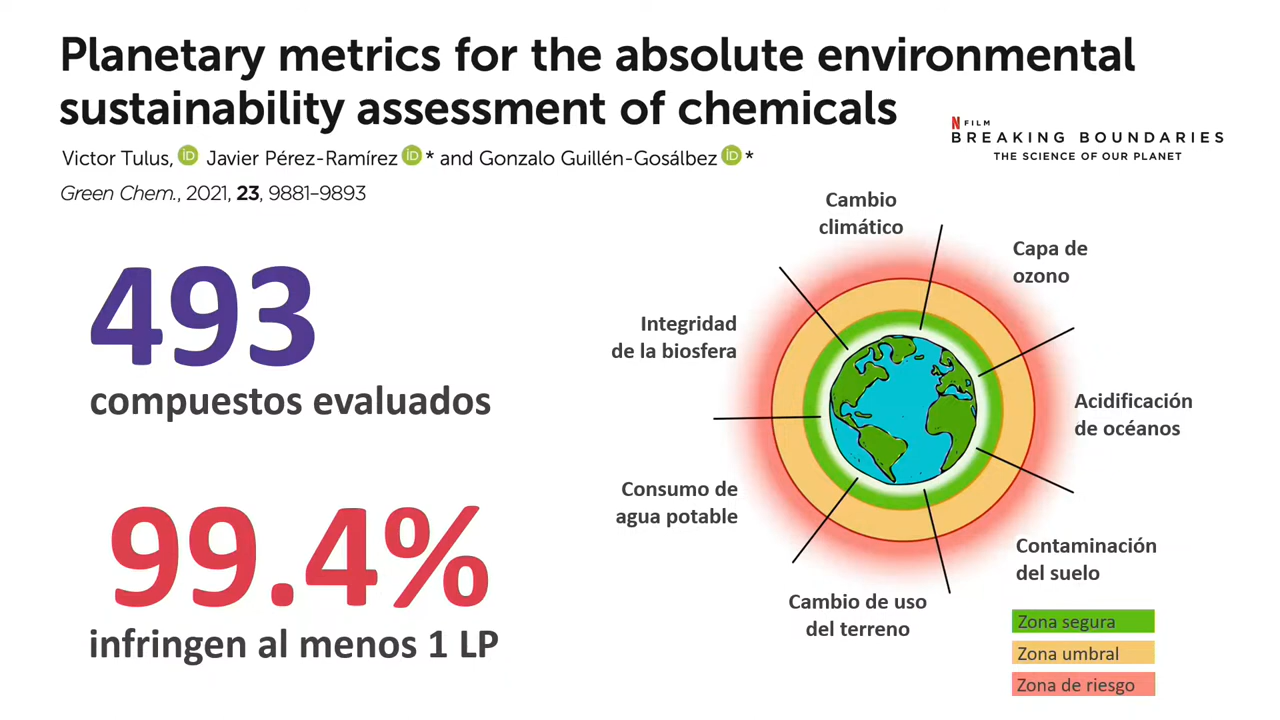 Planetary metrics for the absolute environmental
sustainability assessment of chemicals
Victor Tulus, iD Javier Pérez-Ramírez iD * and Gonzalo Guillén-Gosálbez iD *
Green Chem., 2021, 23, 9881–9893
N FILM
BREAKING BOUNDARIES
THE SCIENCE OF OUR PLANET
493
compuestos evaluados
99.4%
infringen al menos 1 LP
Cambio
climático
Capa de
ozono
Integridad
de la biosfera
Acidificación
de océanos
Consumo de
agua potable
Contaminación
del suelo
Cambio de uso
del terreno
Zona segura
Zona umbral
Zona de riesgo